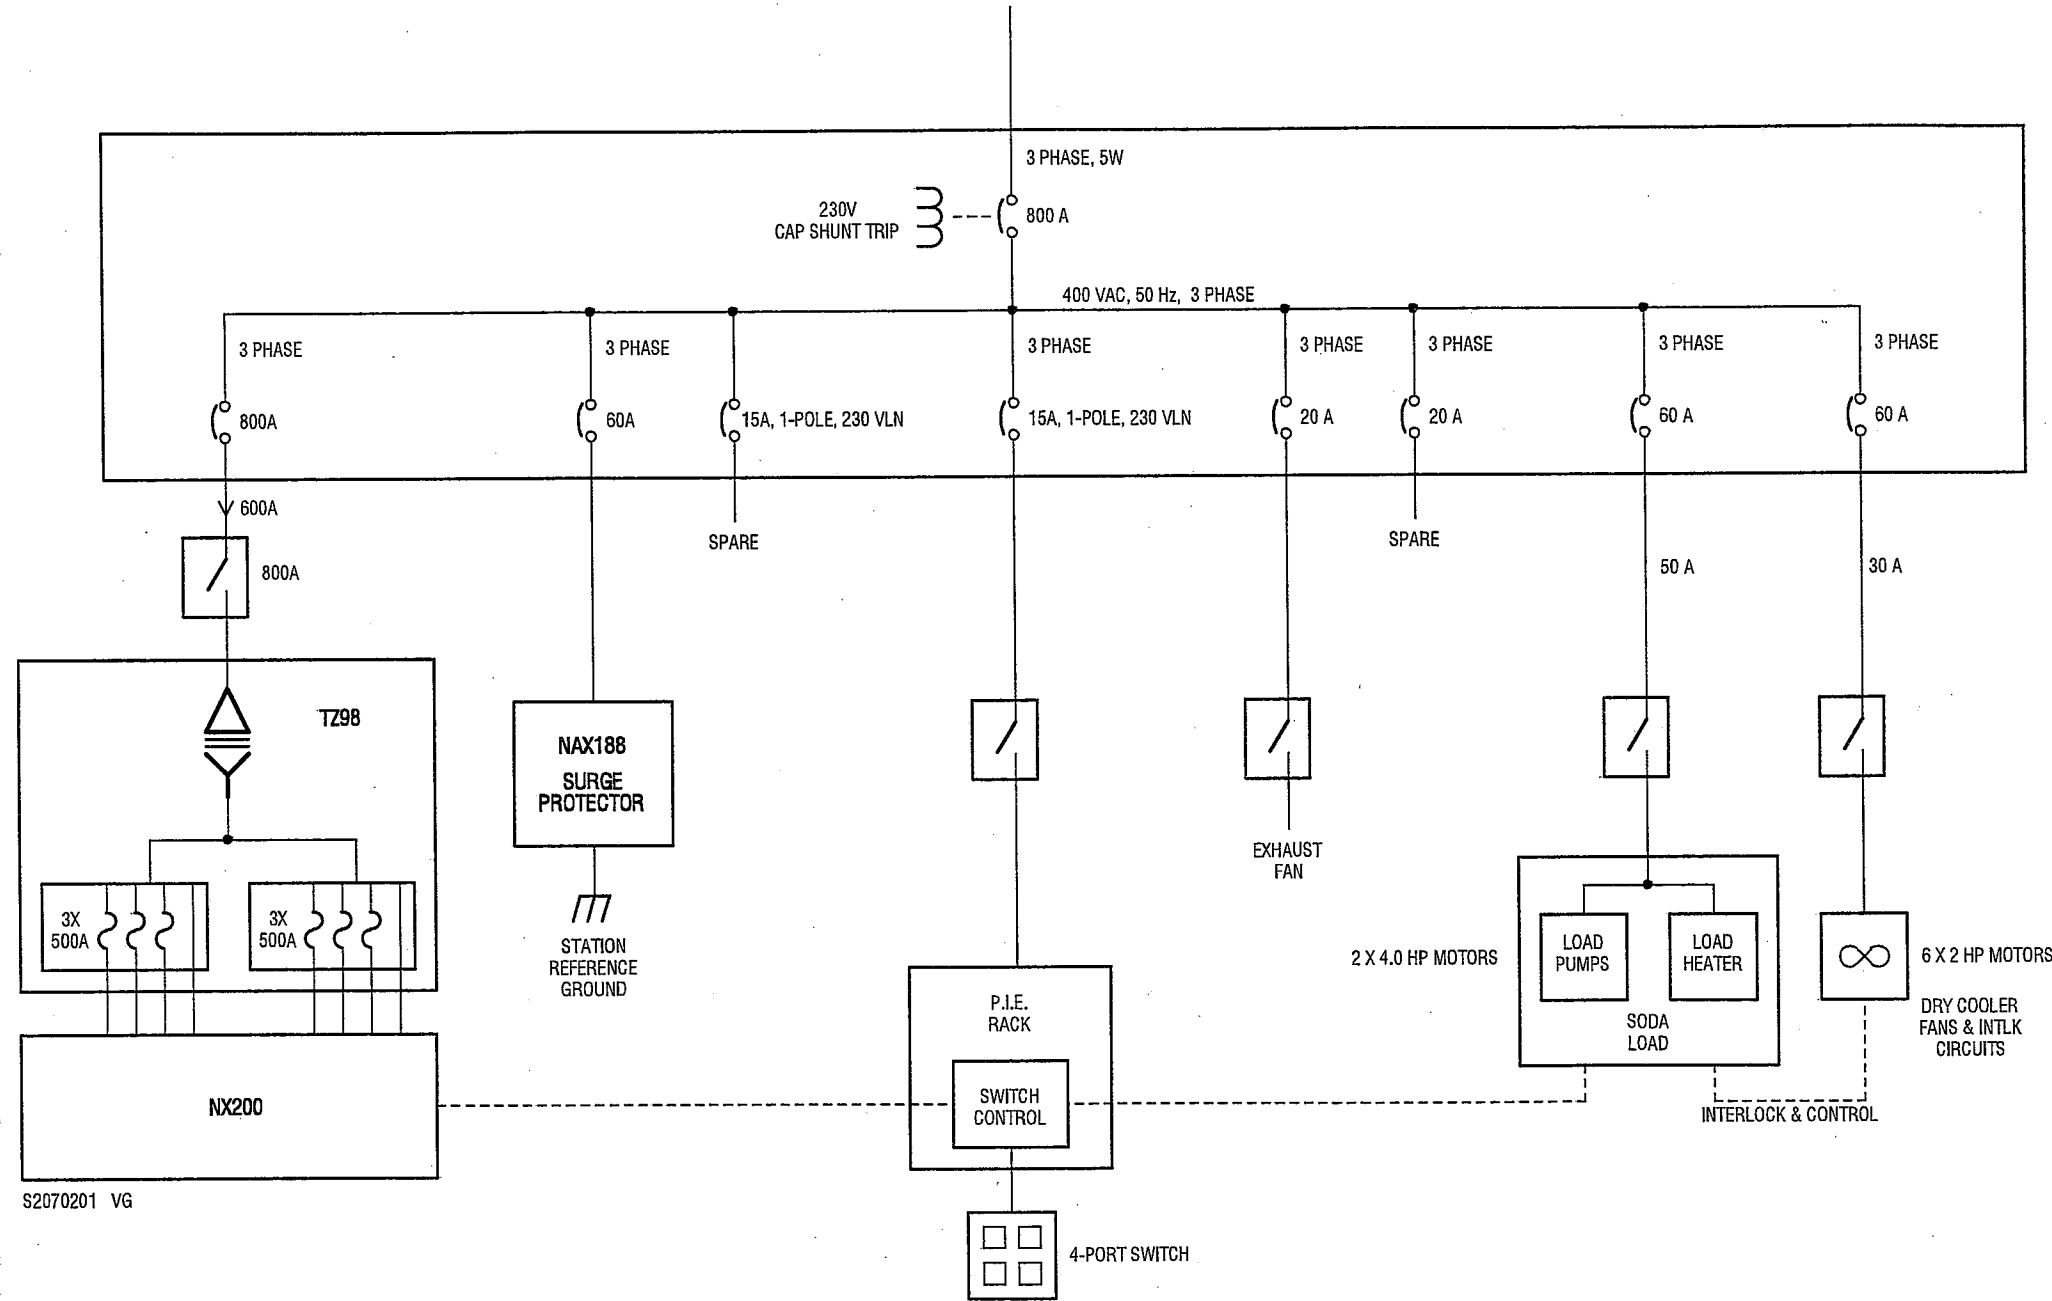 3 PHASE, 5W
230V
CAP SHUNT TRIP
800 A
400 VAC, 50 Hz, 3 PHASE
3 PHASE
3 PHASE
3 PHASE
3 PHASE
3 PHASE
3 PHASE
3 PHASE
800A
60A
15A, 1-POLE, 230 VLN
15A, 1-POLE, 230 VLN
20 A
20 A
60 A
60 A
600A
SPARE
SPARE
800A
50 A
30 A
TZ98
NAX188
SURGE
PROTECTOR
EXHAUST
FAN
3X
500A
3X
500A
STATION
REFERENCE
GROUND
2 X 4.0 HP MOTORS
LOAD
PUMPS
LOAD
HEATER
SODA
LOAD
6 X 2 HP MOTORS
DRY COOLER
FANS & INTLK
CIRCUITS
P.I.E.
RACK
SWITCH
CONTROL
NX200
INTERLOCK & CONTROL
S2070201 VG
4-PORT SWITCH